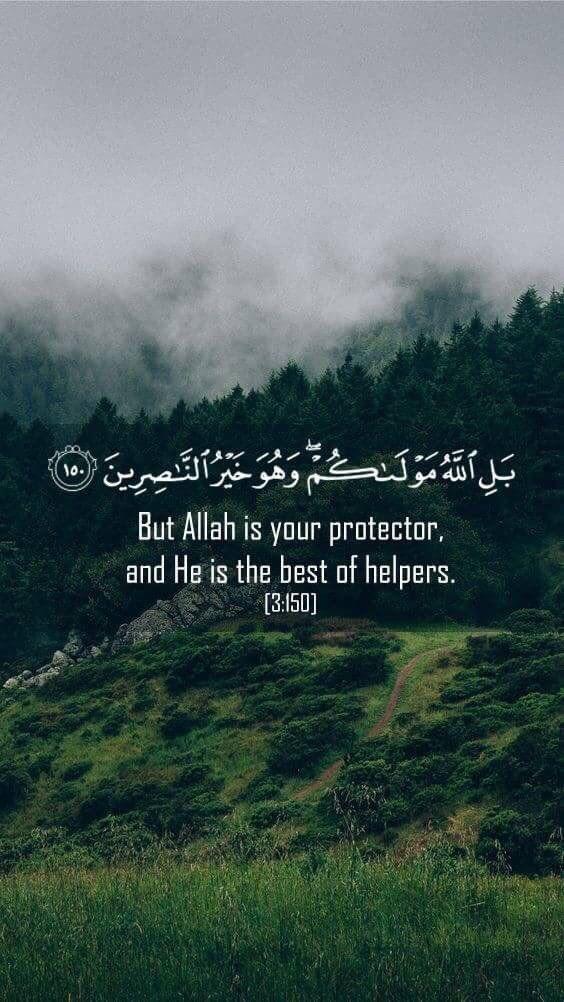 بَلِ ٱللَّهُ مَوْلَىٰكُمْ ۖ وَهُوَ خَيْرُ ٱلنَّـٰصِرِينَ ١٥٠
But Allah is your protector,
and He is the best of helpers.
[3:150]